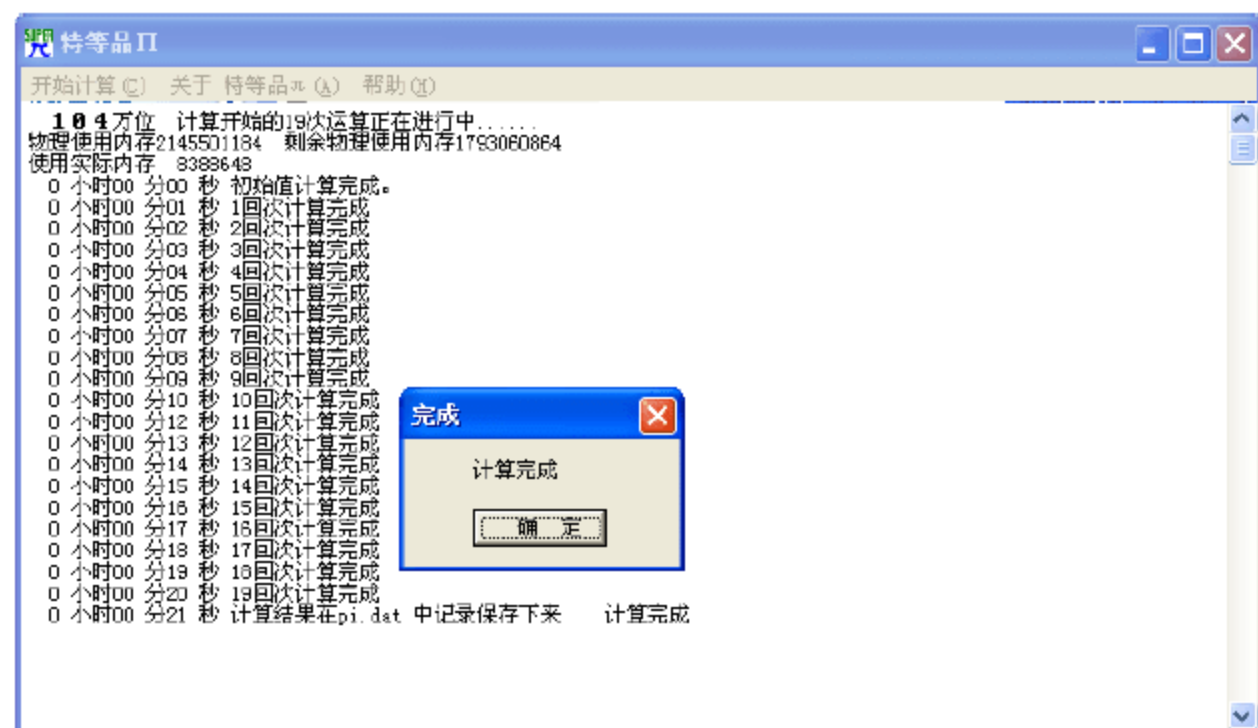 特等品Π
开始计算(C) 关于 特等品π(A) 帮助(H)
104万位 计算开始的19次运算正在进行中......
物理使用内存2145501184 剩余物理使用内存1793060864
使用实际内存 8388648
0 小时00 分00 秒 初始值计算完成。
0 小时00 分01 秒 1回次计算完成
0 小时00 分02 秒 2回次计算完成
0 小时00 分03 秒 3回次计算完成
0 小时00 分04 秒 4回次计算完成
0 小时00 分05 秒 5回次计算完成
0 小时00 分06 秒 6回次计算完成
0 小时00 分07 秒 7回次计算完成
0 小时00 分08 秒 8回次计算完成
0 小时00 分09 秒 9回次计算完成
0 小时00 分10 秒 10回次计算完成
0 小时00 分12 秒 11回次计算完成
0 小时00 分13 秒 12回次计算完成
0 小时00 分14 秒 13回次计算完成
0 小时00 分15 秒 14回次计算完成
0 小时00 分16 秒 15回次计算完成
0 小时00 分17 秒 16回次计算完成
0 小时00 分18 秒 17回次计算完成
0 小时00 分19 秒 18回次计算完成
0 小时00 分20 秒 19回次计算完成
0 小时00 分21 秒 计算结果在pi.dat 中记录保存下来 计算完成
完成
计算完成
确 定